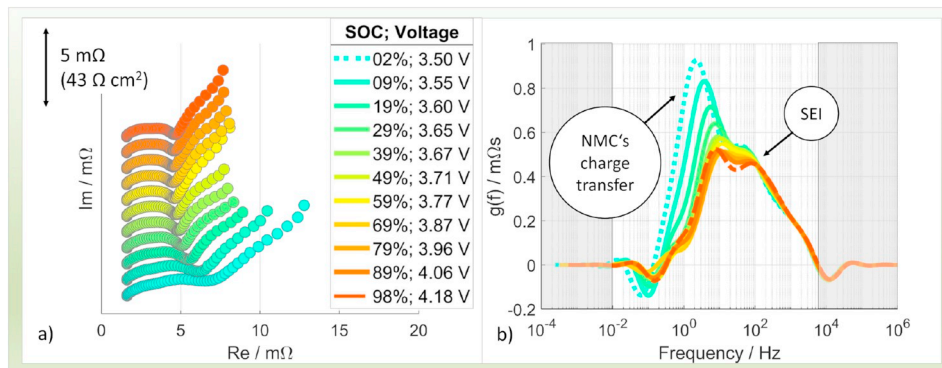 5 mΩ
(43 Ω cm²)
Im / mΩ
SOC; Voltage
02%; 3.50 V
09%; 3.55 V
19%; 3.60 V
29%; 3.65 V
39%; 3.67 V
49%; 3.71 V
59%; 3.77 V
69%; 3.87 V
79%; 3.96 V
89%; 4.06 V
98%; 4.18 V
a)
0 5 10 15 20
Re / mΩ
g(f) / mΩs
1
0.8
0.6
0.4
0.2
0
-0.2
NMC‘s
charge
transfer
SEI
b)
10⁻⁴ 10⁻² 10⁰ 10² 10⁴ 10⁶
Frequency / Hz